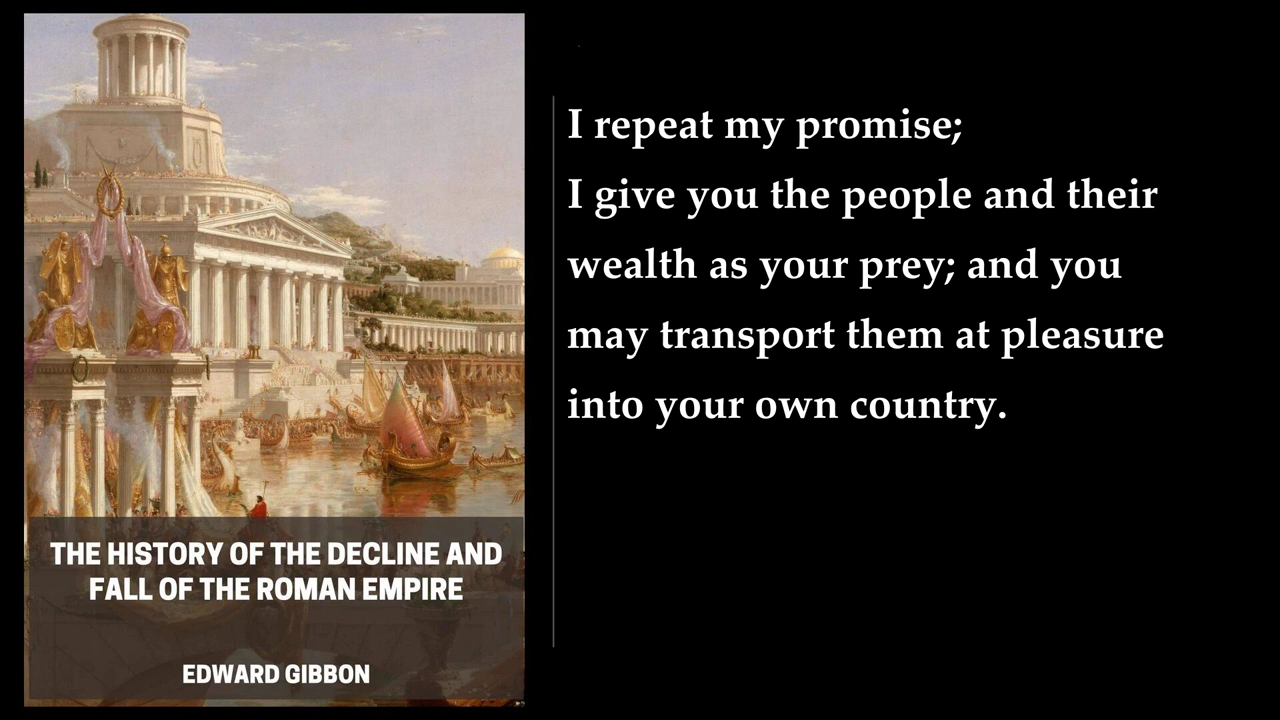 THE HISTORY OF THE DECLINE AND
FALL OF THE ROMAN EMPIRE
EDWARD GIBBON
I repeat my promise;
I give you the people and their
wealth as your prey; and you
may transport them at pleasure
into your own country.